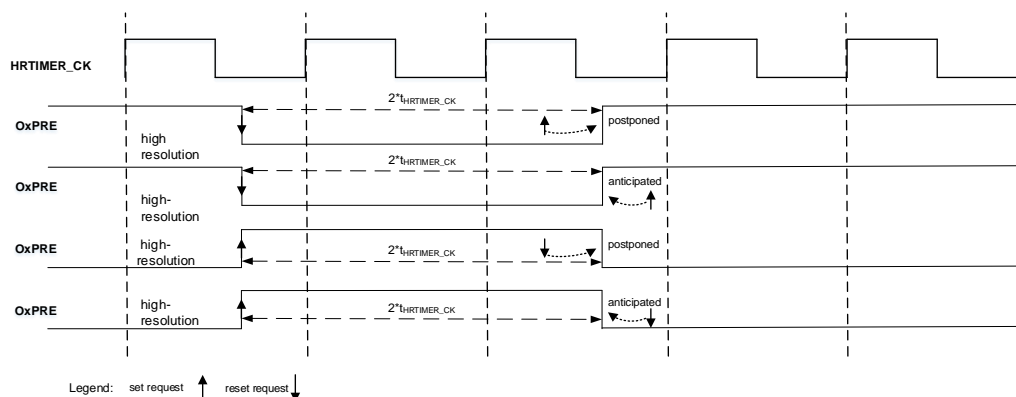 HRTIMER_CK
2*tHRTIMER_CK
OxPRE
postponed
high
resolution
2*tHRTIMER_CK
OxPRE
anticipated
high-
resolution
OxPRE
high-
resolution
postponed
2*tHRTIMER_CK
OxPRE
high-
resolution
anticipated
2*tHRTIMER_CK
Legend: set request reset request